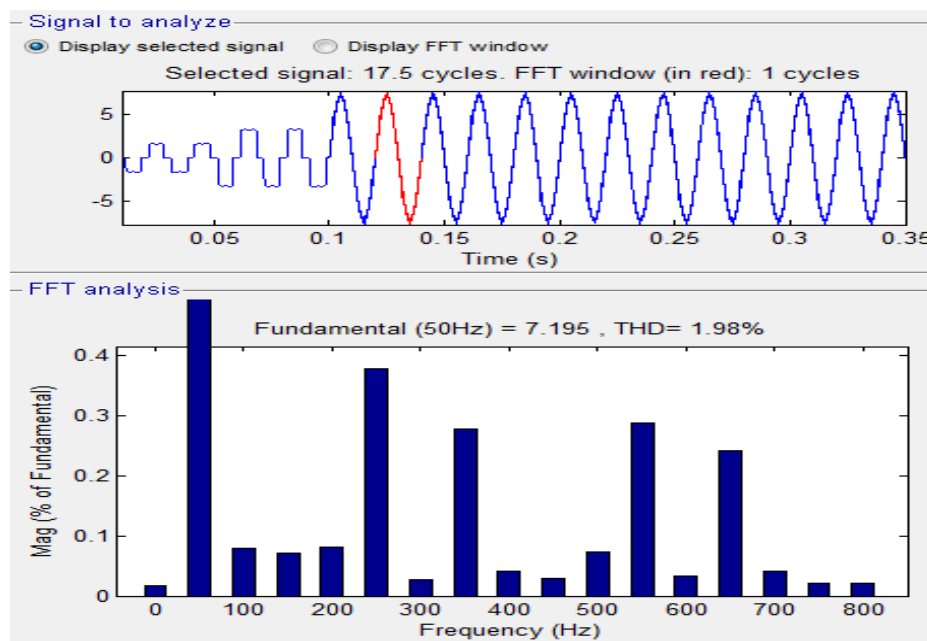 Signal to analyze
Display selected signal Display FFT window
Selected signal: 17.5 cycles. FFT window (in red): 1 cycles
5
0
-5
0.05 0.1 0.15 0.2 0.25 0.3 0.35
Time (s)
FFT analysis
Fundamental (50Hz) = 7.195 , THD= 1.98%
0.4
0.3
0.2
0.1
0
Mag (% of Fundamental)
0 100 200 300 400 500 600 700 800
Frequency (Hz)